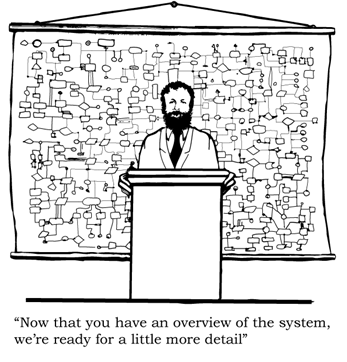 “Now that you have an overview of the system,
we’re ready for a little more detail”